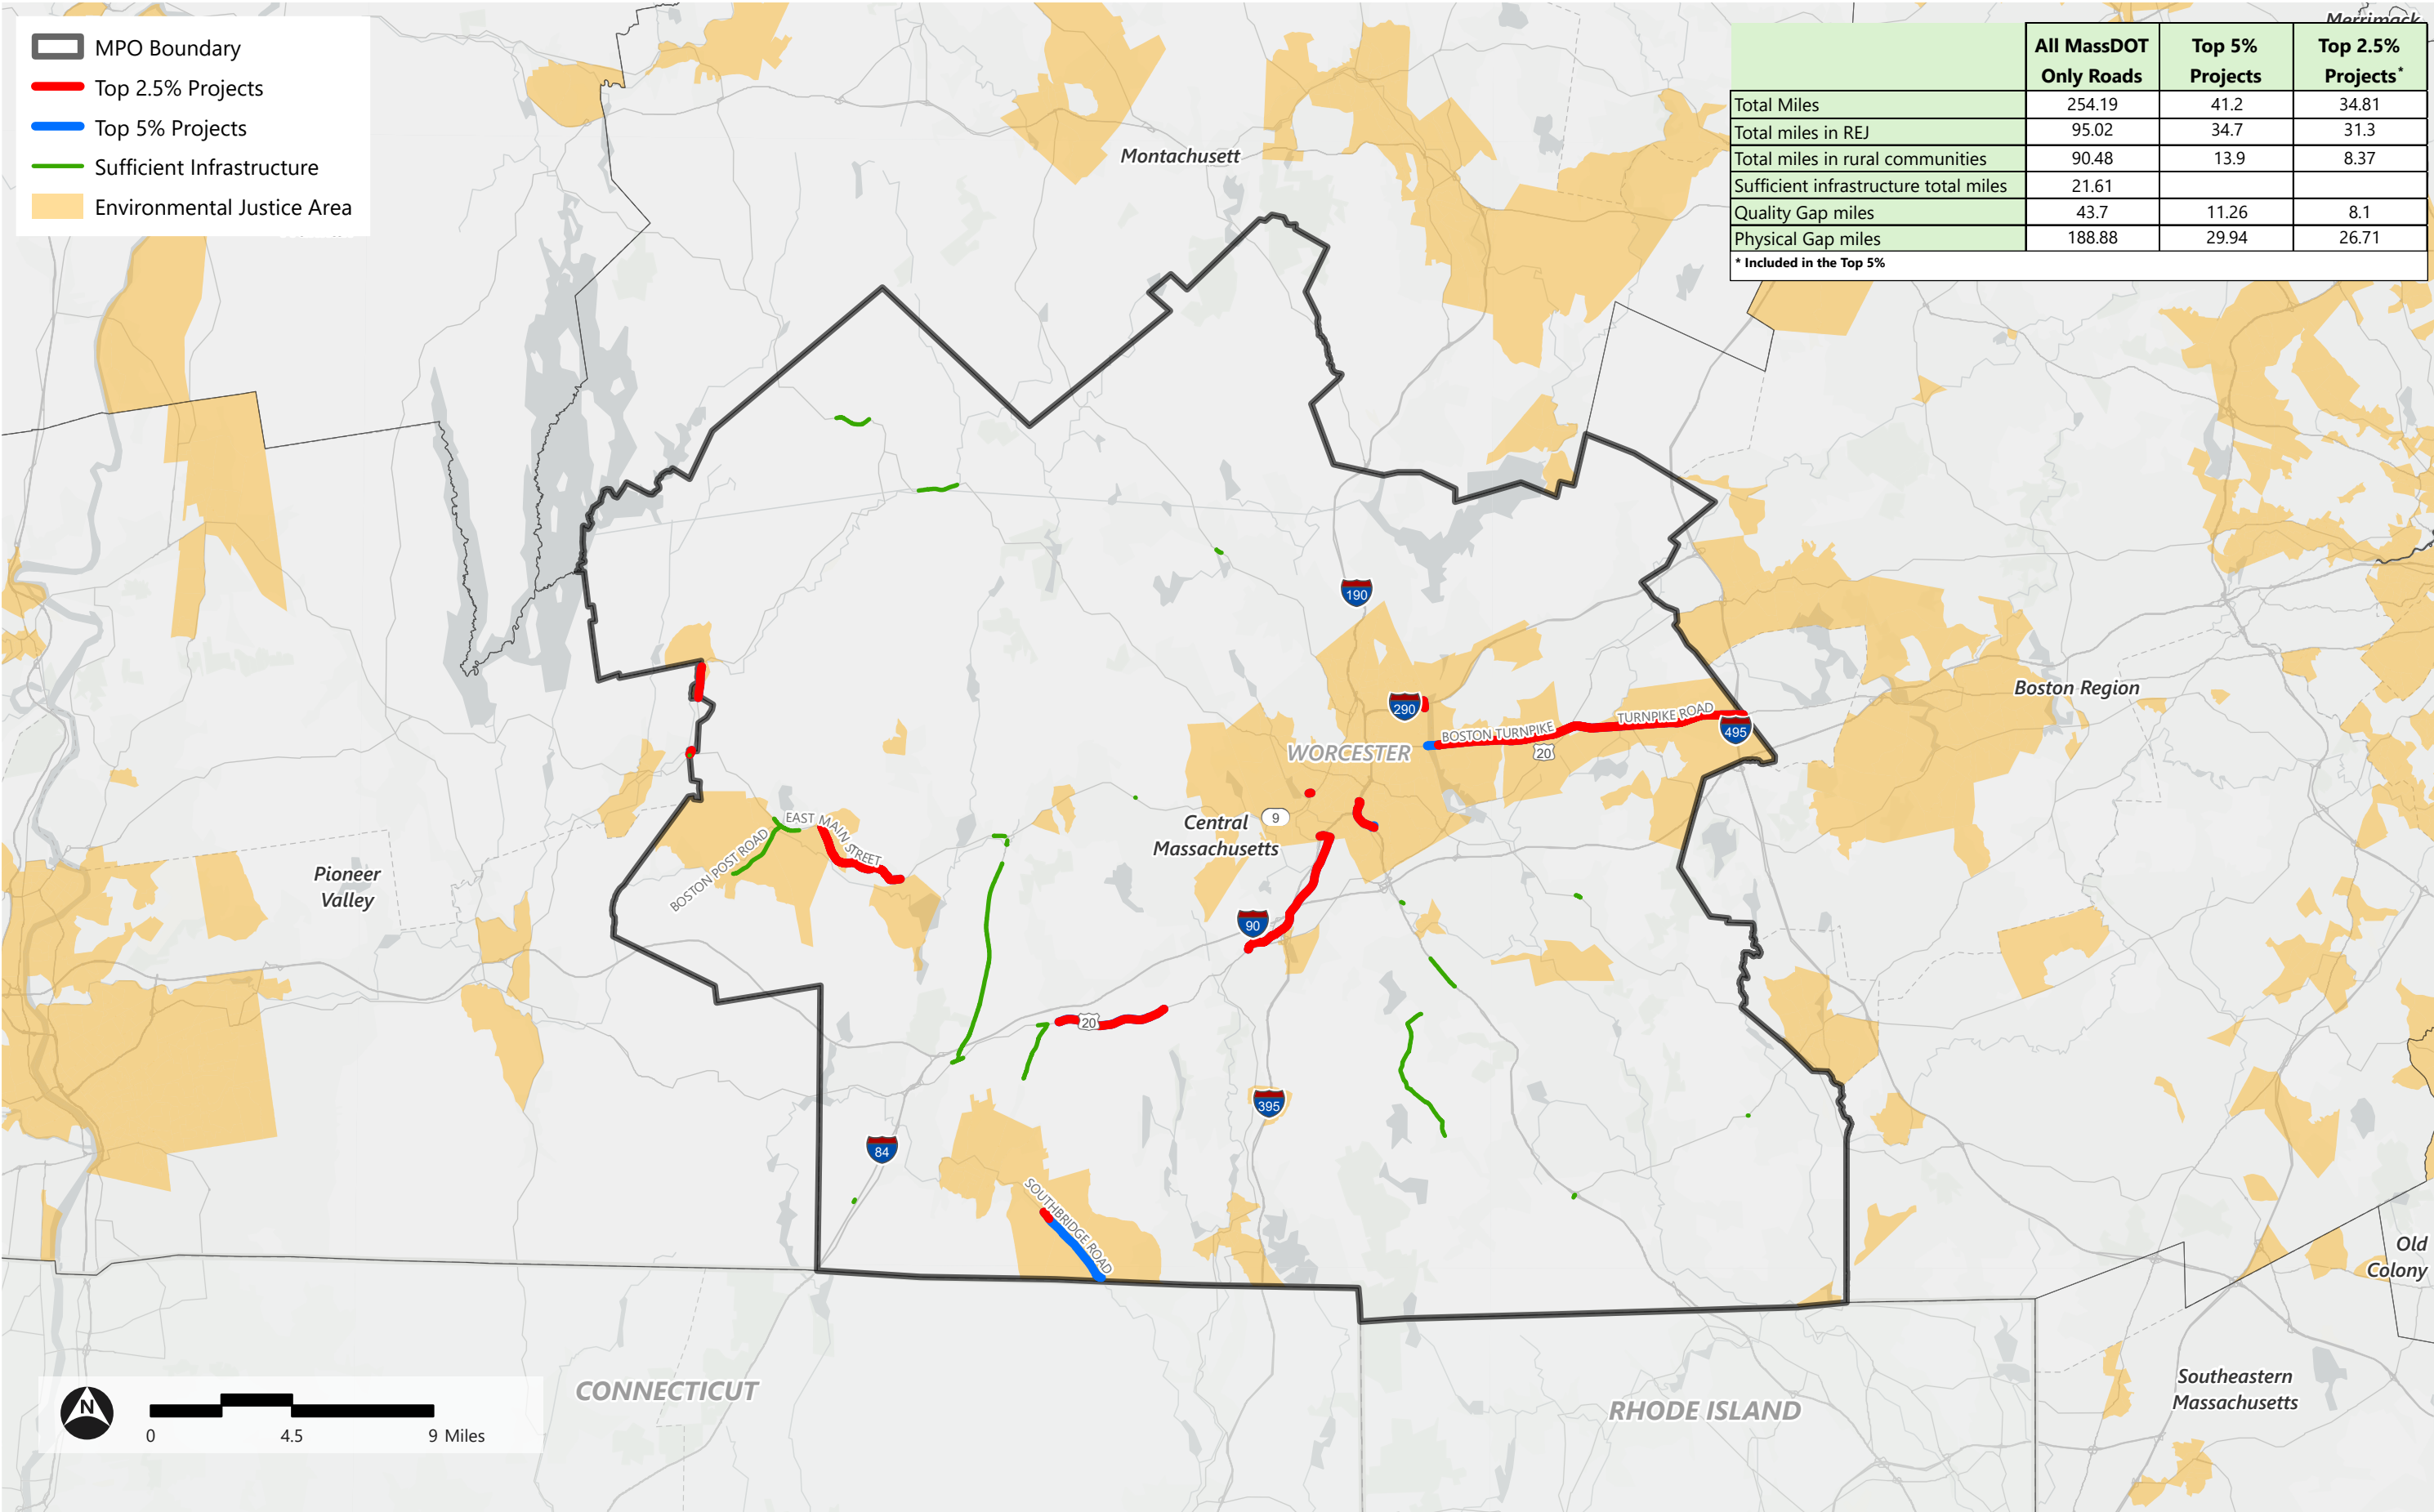 MPO Boundary
Top 2.5% Projects
Top 5% Projects
Sufficient Infrastructure
Environmental Justice Area
Merrimack
All MassDOT Only Roads | Top 5% Projects | Top 2.5% Projects*
Total Miles 254.19 41.2 34.81
Total miles in REJ 95.02 34.7 31.3
Total miles in rural communities 90.48 13.9 8.37
Sufficient infrastructure total miles 21.61
Quality Gap miles 43.7 11.26 8.1
Physical Gap miles 188.88 29.94 26.71
* Included in the Top 5%
Montachusett
190
290
Boston Region
TURNPIKE ROAD
BOSTON TURNPIKE
495
20
WORCESTER
9
Central
Massachusetts
EAST MAIN STREET
BOSTON POST ROAD
Pioneer
Valley
90
20
395
84
SOUTHBRIDGE ROAD
Old
Colony
Southeastern
Massachusetts
CONNECTICUT
RHODE ISLAND
N
0 4.5 9 Miles